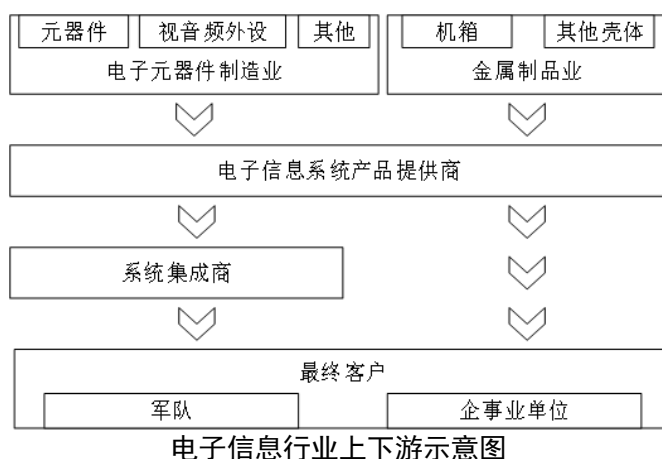 元器件 视音频外设 其他 机箱 其他壳体
电子元器件制造业 金属制品业
电子信息系统产品提供商
系统集成商
最终客户
军队 企事业单位
电子信息行业上下游示意图